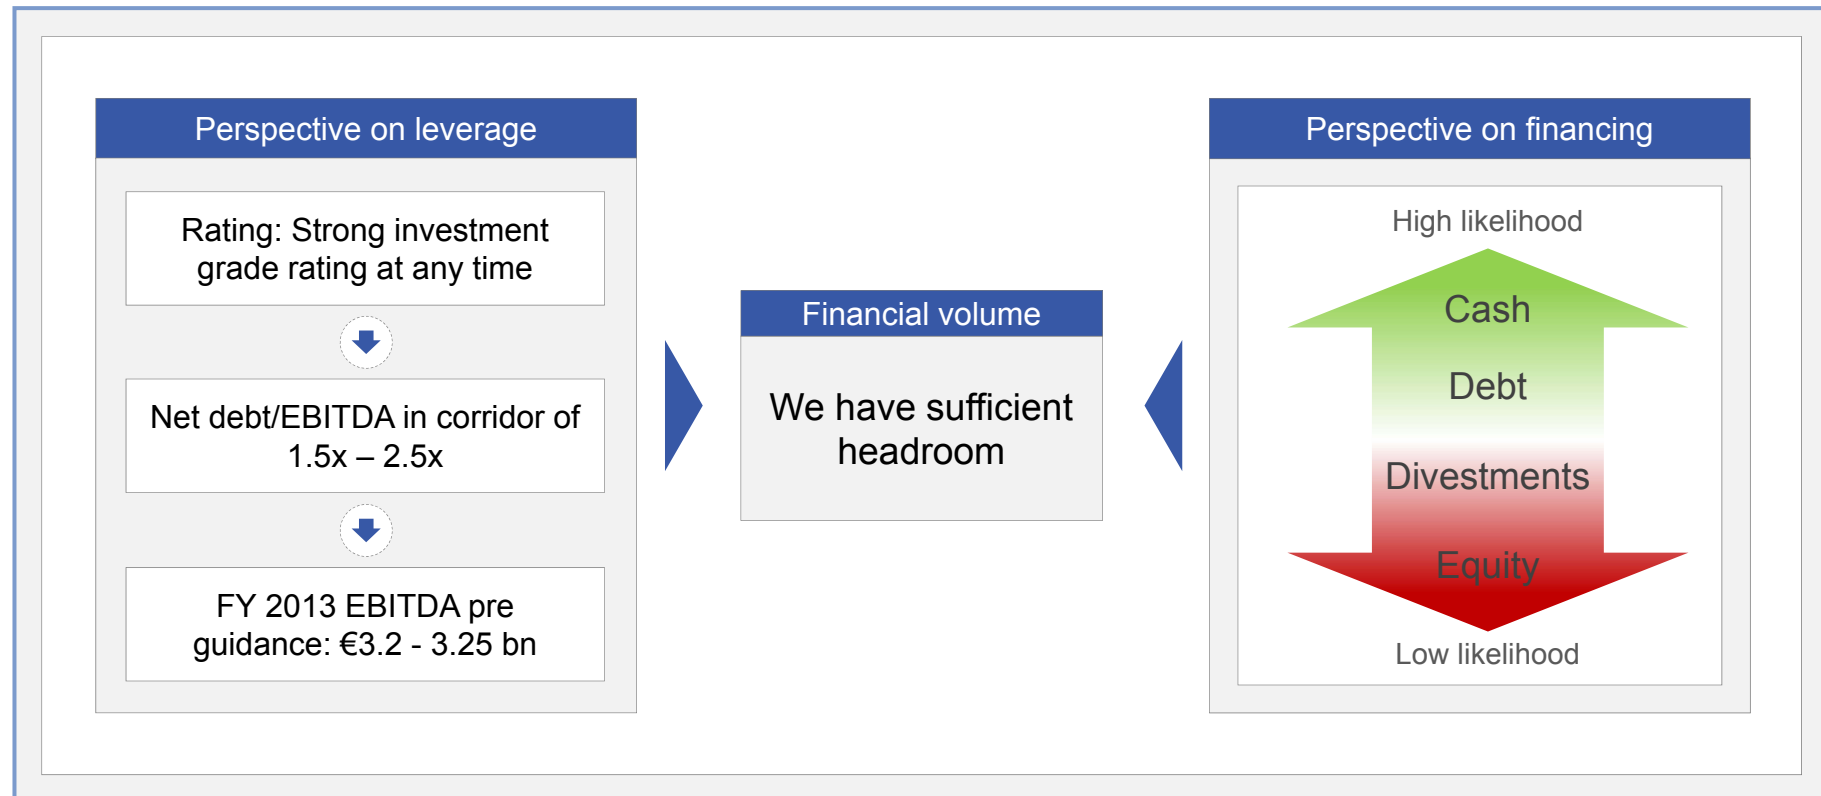 Perspective on leverage
Rating: Strong investment
grade rating at any time
Net debt/EBITDA in corridor of
1.5x – 2.5x
FY 2013 EBITDA pre
guidance: €3.2 - 3.25 bn
Financial volume
We have sufficient
headroom
Perspective on financing
High likelihood
Cash
Debt
Divestments
Equity
Low likelihood